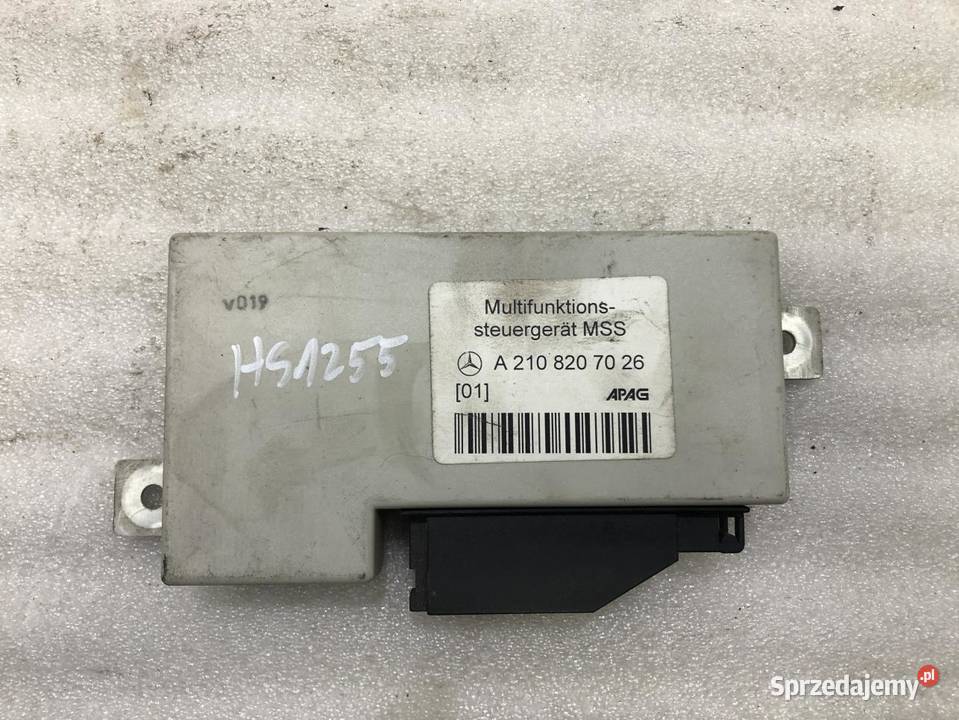 v019
HS1255
Multifunktions-
steuergerät MSS
A 210 820 70 26
[01] APAG
Sprzedajemy.pl